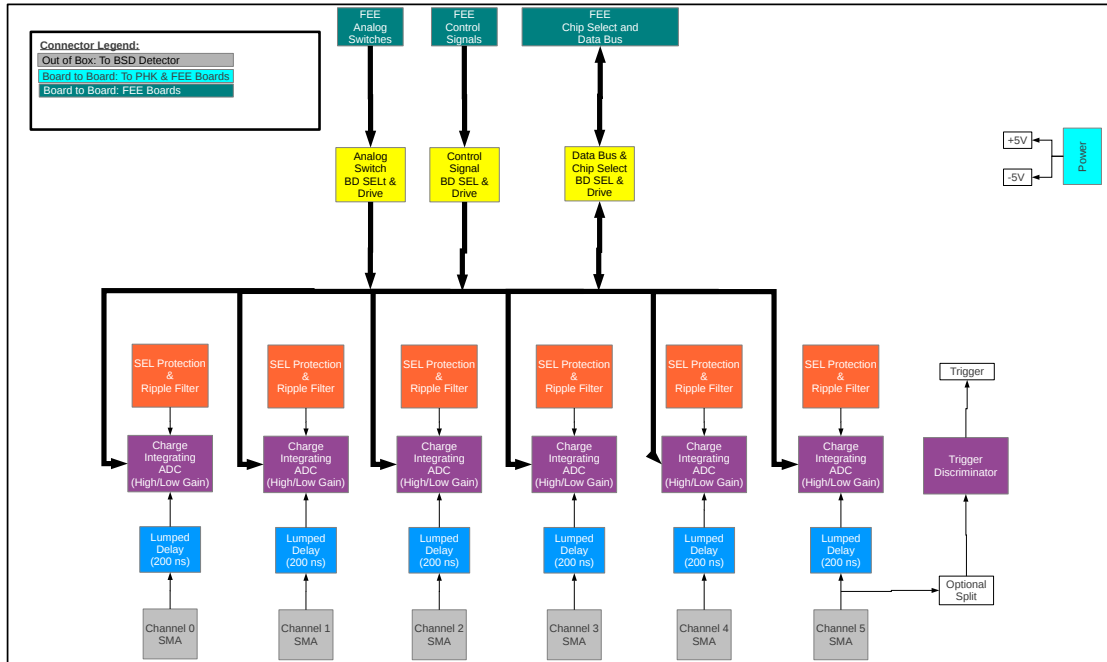 FEE
Analog
Switches
FEE
Control
Signals
FEE
Chip Select and
Data Bus
Connector Legend:
Out of Box: To BSD Detector
Board to Board: To PHK & FEE Boards
Board to Board: FEE Boards
+5V
-5V
Power
Analog
Switch
BD SELt &
Drive
Control
Signal
BD SEL &
Drive
Data Bus &
Chip Select
BD SEL &
Drive
SEL Protection
&
Ripple Filter
SEL Protection
&
Ripple Filter
SEL Protection
&
Ripple Filter
SEL Protection
&
Ripple Filter
SEL Protection
&
Ripple Filter
SEL Protection
&
Ripple Filter
Trigger
Charge
Integrating
ADC
(High/Low Gain)
Charge
Integrating
ADC
(High/Low Gain)
Charge
Integrating
ADC
(High/Low Gain)
Charge
Integrating
ADC
(High/Low Gain)
Charge
Integrating
ADC
(High/Low Gain)
Charge
Integrating
ADC
(High/Low Gain)
Trigger
Discriminator
Lumped
Delay
(200 ns)
Lumped
Delay
(200 ns)
Lumped
Delay
(200 ns)
Lumped
Delay
(200 ns)
Lumped
Delay
(200 ns)
Lumped
Delay
(200 ns)
Optional
Split
Channel 0
SMA
Channel 1
SMA
Channel 2
SMA
Channel 3
SMA
Channel 4
SMA
Channel 5
SMA